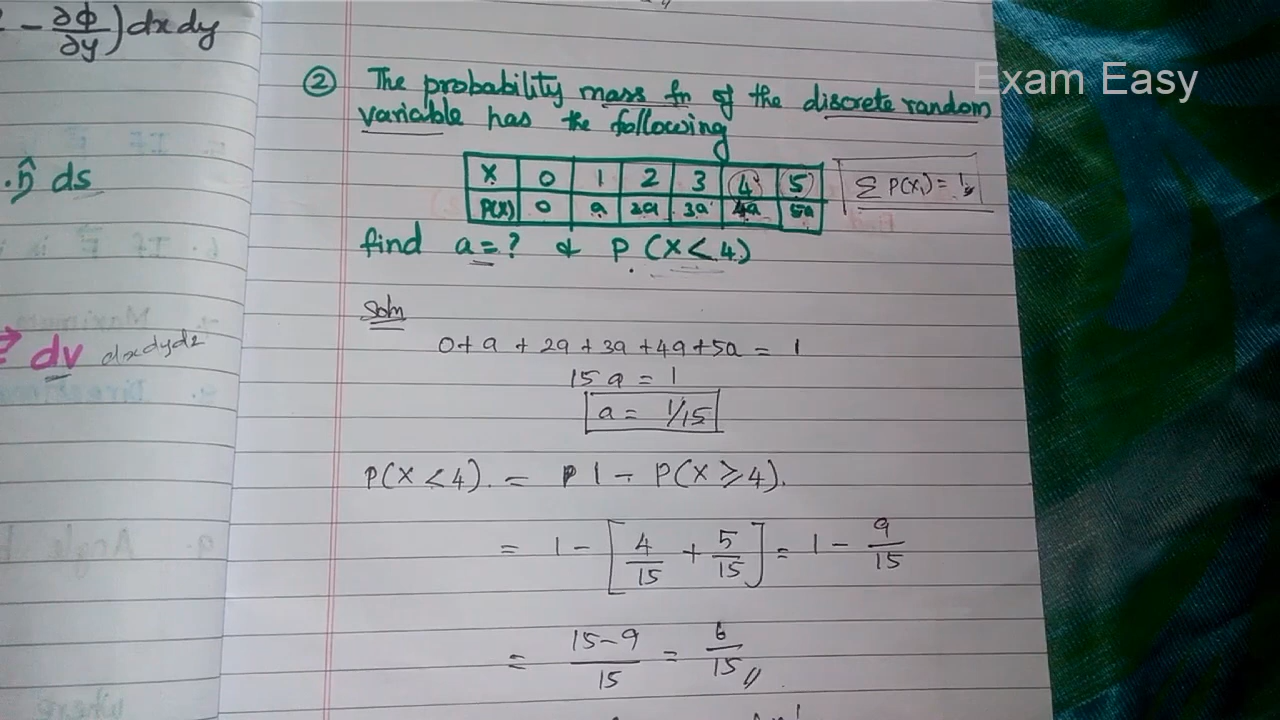 - ∂Φ/∂y) dx dy
. n̂ ds
dv dxdydz
Exam Easy
② The probability mass fn of the discrete random
variable has the following
X 0 1 2 3 4 5
P(X) 0 a 2a 3a 4a 5a
Σ P(Xi) = 1
find a = ? & P (X < 4)
Soln
0 + a + 2a + 3a + 4a + 5a = 1
15 a = 1
a = 1/15
P(X < 4) = 1 - P(X ≥ 4).
= 1 - [4/15 + 5/15] = 1 - 9/15
= 15-9/15 = 6/15